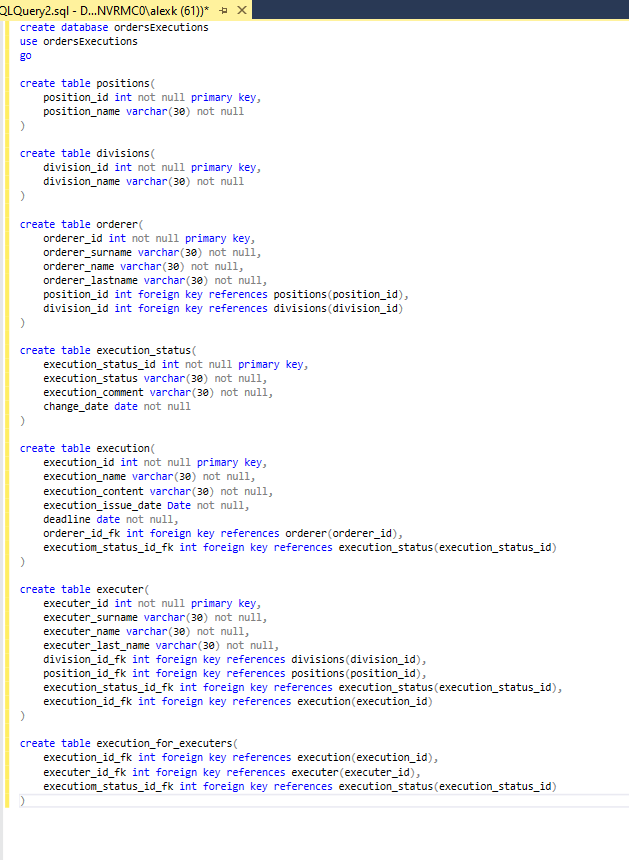 QLQuery2.sql - D...NVRMC0\alexk (61))*
create database ordersExecutions
use ordersExecutions
go
create table positions(
position_id int not null primary key,
position_name varchar(30) not null
)
create table divisions(
division_id int not null primary key,
division_name varchar(30) not null
)
create table orderer(
orderer_id int not null primary key,
orderer_surname varchar(30) not null,
orderer_name varchar(30) not null,
orderer_lastname varchar(30) not null,
position_id int foreign key references positions(position_id),
division_id int foreign key references divisions(division_id)
)
create table execution_status(
execution_status_id int not null primary key,
execution_status varchar(30) not null,
execution_comment varchar(30) not null,
change_date date not null
)
create table execution(
execution_id int not null primary key,
execution_name varchar(30) not null,
execution_content varchar(30) not null,
execution_issue_date Date not null,
deadline date not null,
orderer_id_fk int foreign key references orderer(orderer_id),
executiom_status_id_fk int foreign key references execution_status(execution_status_id)
)
create table executer(
executer_id int not null primary key,
executer_surname varchar(30) not null,
executer_name varchar(30) not null,
executer_last_name varchar(30) not null,
division_id_fk int foreign key references divisions(division_id),
position_id_fk int foreign key references positions(position_id),
execution_status_id_fk int foreign key references execution_status(execution_status_id),
execution_id_fk int foreign key references execution(execution_id)
)
create table execution_for_executers(
execution_id_fk int foreign key references execution(execution_id),
executer_id_fk int foreign key references executer(executer_id),
executiom_status_id_fk int foreign key references execution_status(execution_status_id)
)